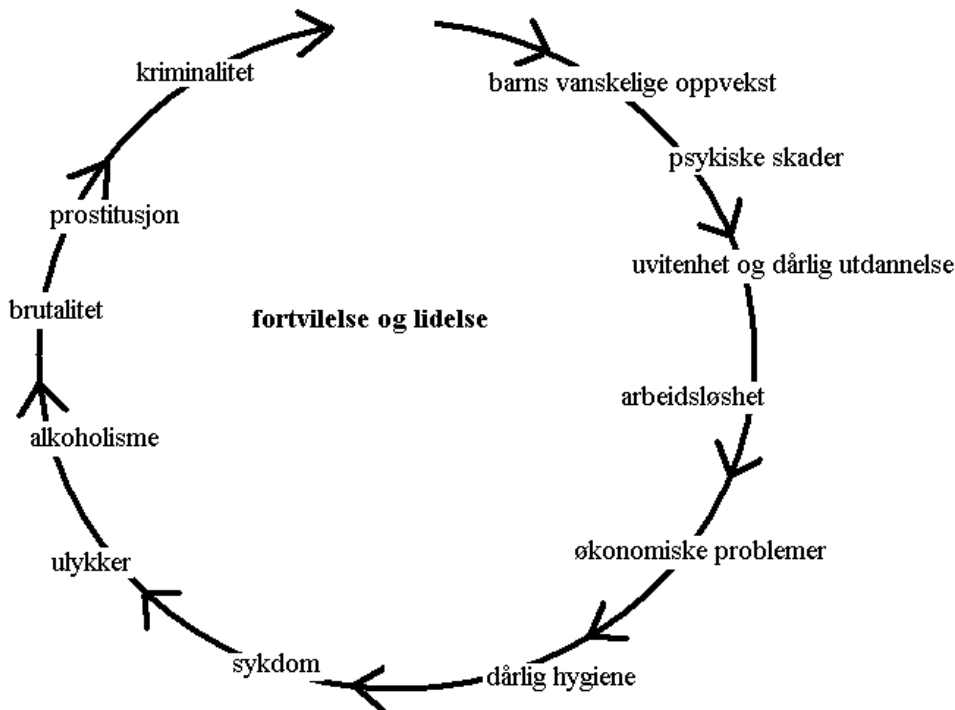 kriminalitet
barns vanskelige oppvekst
psykiske skader
prostitusjon
uvitenhet og dårlig utdannelse
brutalitet
fortvilelse og lidelse
arbeidsløshet
alkoholisme
økonomiske problemer
ulykker
sykdom
dårlig hygiene